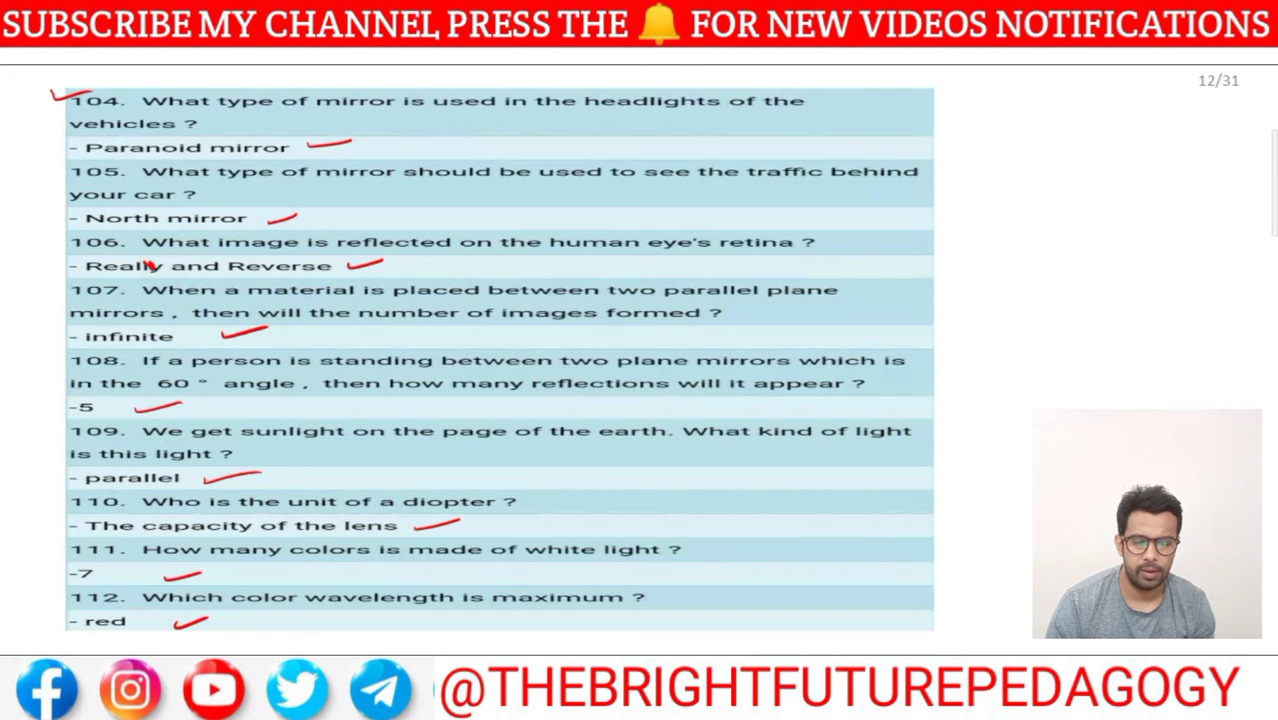 SUBSCRIBE MY CHANNEL, PRESS THE 🔔 FOR NEW VIDEOS NOTIFICATIONS
12/31
104. What type of mirror is used in the headlights of the
vehicles ?
- Paranoid mirror
105. What type of mirror should be used to see the traffic behind
your car ?
- North mirror
106. What image is reflected on the human eye's retina ?
- Really and Reverse
107. When a material is placed between two parallel plane
mirrors , then will the number of images formed ?
- infinite
108. If a person is standing between two plane mirrors which is
in the 60 ° angle , then how many reflections will it appear ?
-5
109. We get sunlight on the page of the earth. What kind of light
is this light ?
- parallel
110. Who is the unit of a diopter ?
- The capacity of the lens
111. How many colors is made of white light ?
-7
112. Which color wavelength is maximum ?
- red
@THEBRIGHTFUTUREPEDAGOGY